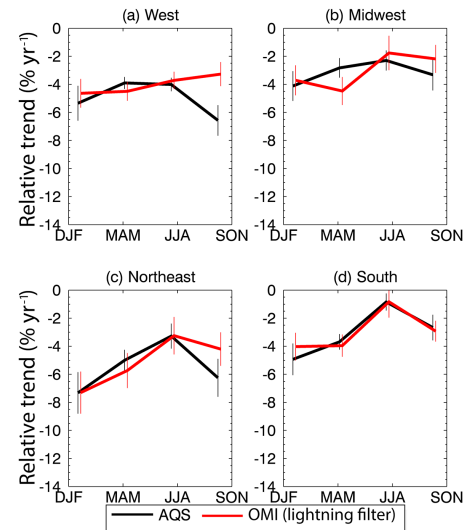 (a) West
(b) Midwest
Relative trend (% yr⁻¹)
0
-2
-4
-6
-8
-10
-12
-14
DJF MAM JJA SON
0
-2
-4
-6
-8
-10
-12
-14
DJF MAM JJA SON
(c) Northeast
(d) South
Relative trend (% yr⁻¹)
0
-2
-4
-6
-8
-10
-12
-14
DJF MAM JJA SON
0
-2
-4
-6
-8
-10
-12
-14
DJF MAM JJA SON
AQS OMI (lightning filter)